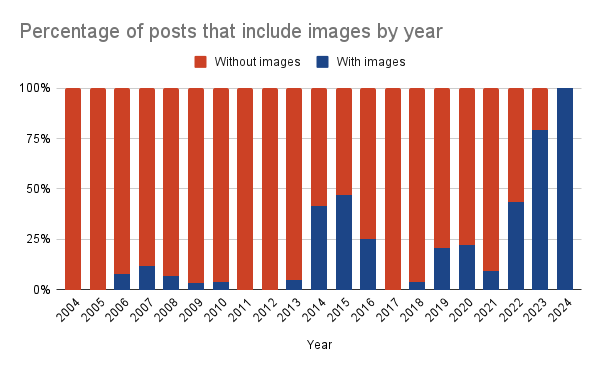 Percentage of posts that include images by year
Without images With images
100%
75%
50%
25%
0%
2004 2005 2006 2007 2008 2009 2010 2011 2012 2013 2014 2015 2016 2017 2018 2019 2020 2021 2022 2023 2024
Year